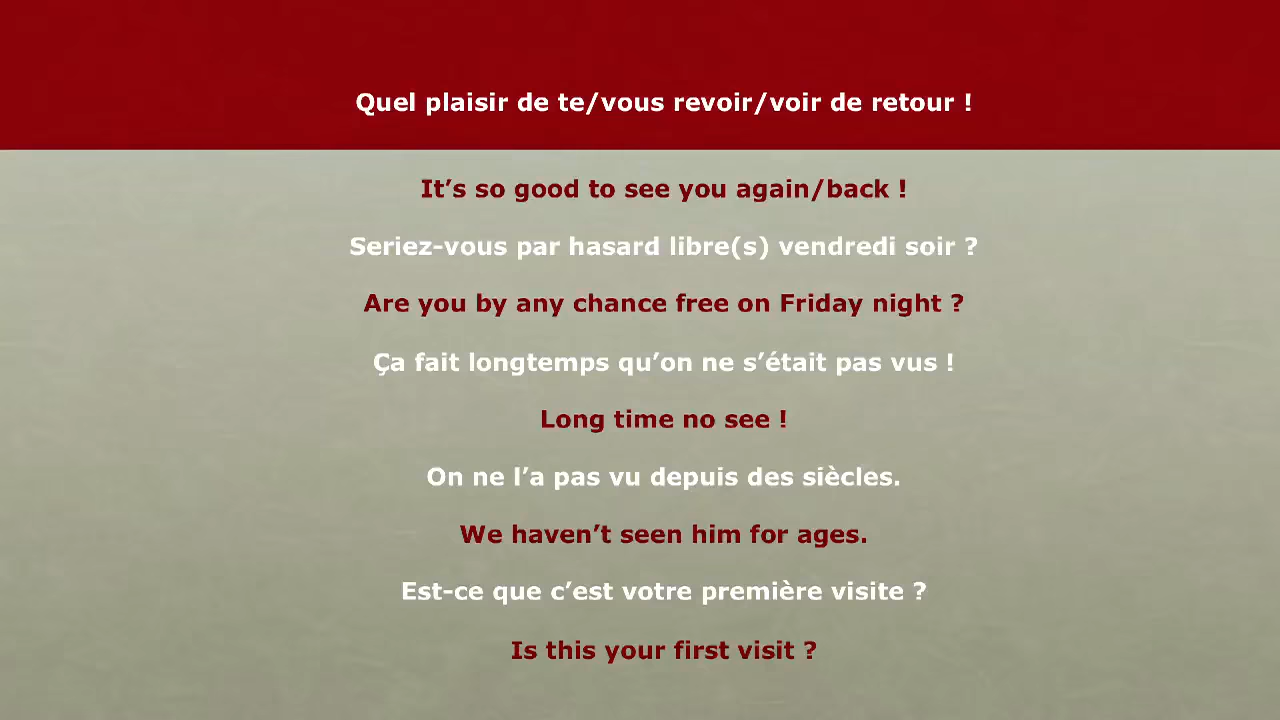 Quel plaisir de te/vous revoir/voir de retour !
It’s so good to see you again/back !
Seriez-vous par hasard libre(s) vendredi soir ?
Are you by any chance free on Friday night ?
Ça fait longtemps qu’on ne s’était pas vus !
Long time no see !
On ne l’a pas vu depuis des siècles.
We haven’t seen him for ages.
Est-ce que c’est votre première visite ?
Is this your first visit ?